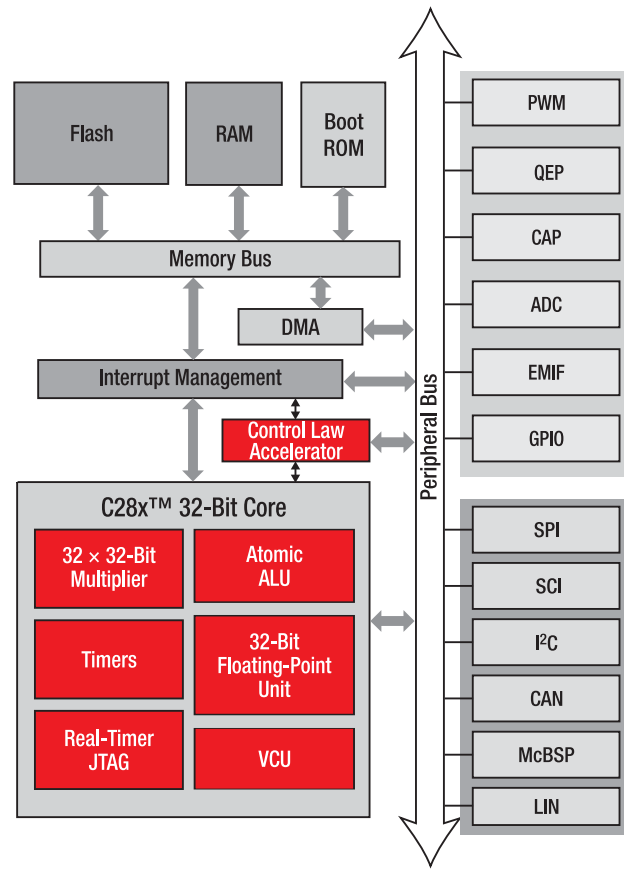 Flash
RAM
Boot
ROM
Memory Bus
DMA
Interrupt Management
Control Law
Accelerator
C28x™ 32-Bit Core
32 × 32-Bit
Multiplier
Atomic
ALU
Timers
32-Bit
Floating-Point
Unit
Real-Timer
JTAG
VCU
Peripheral Bus
PWM
QEP
CAP
ADC
EMIF
GPIO
SPI
SCI
I²C
CAN
McBSP
LIN